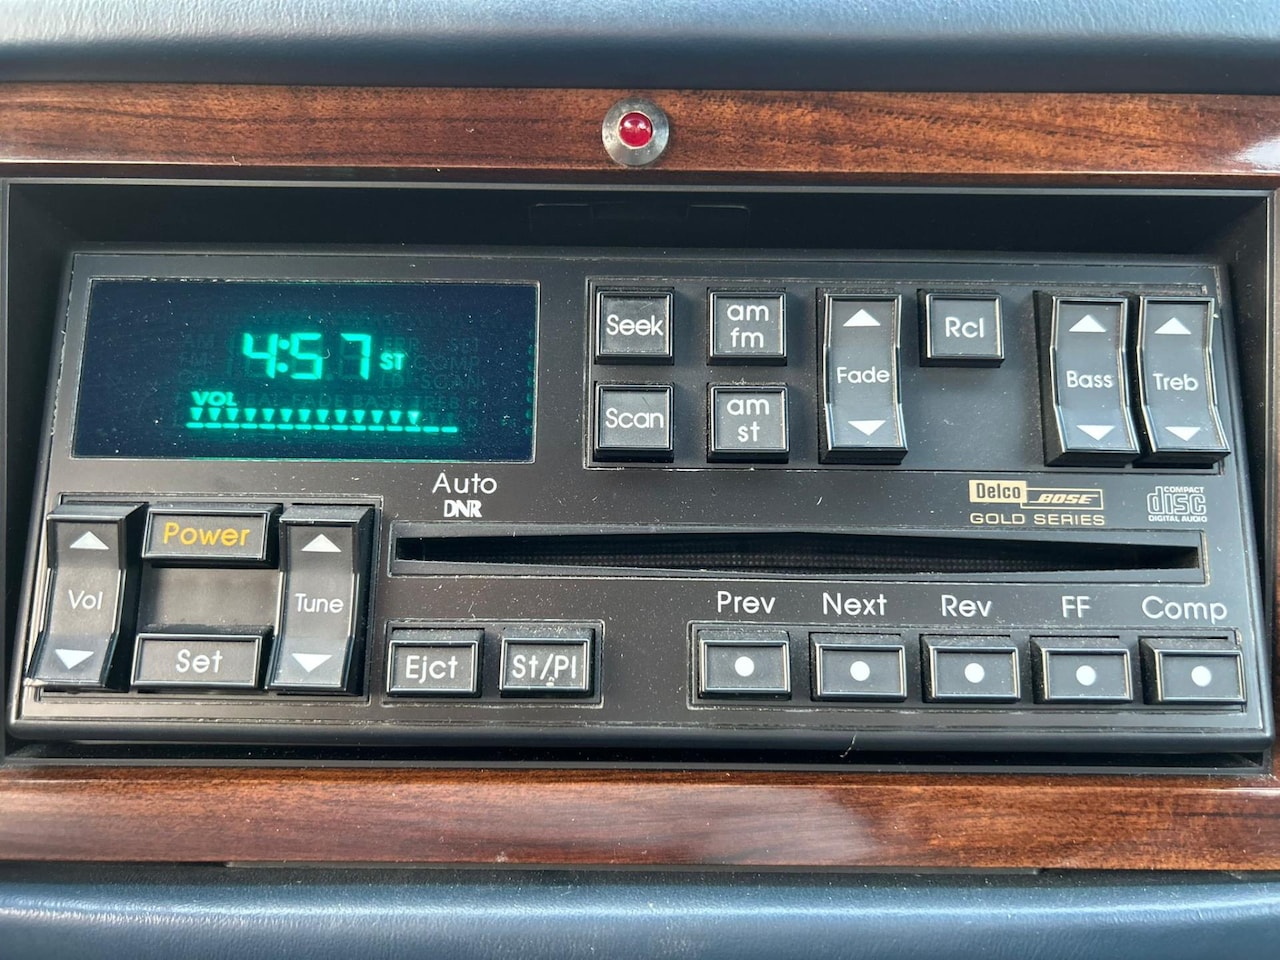 4:57 ST
VOL
Seek
am
fm
Fade
Rcl
Bass
Treb
Scan
am
st
Auto
DNR
Delco BOSE
GOLD SERIES
COMPACT
disc
DIGITAL AUDIO
Power
Vol
Tune
Set
Ejct
St/Pl
Prev
Next
Rev
FF
Comp